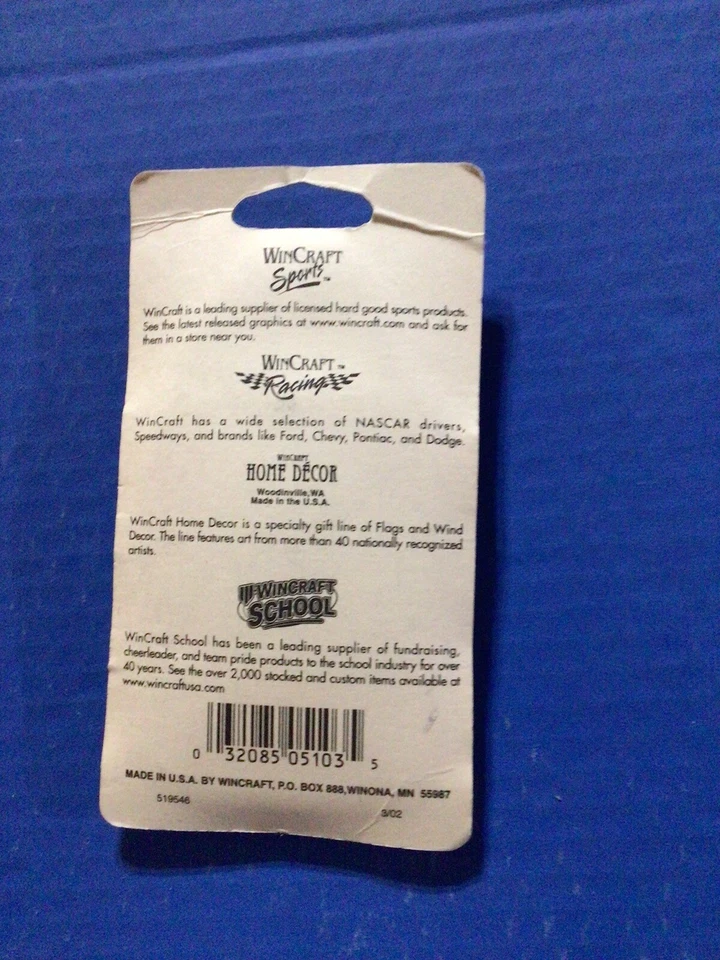 WINCRAFT
Sports™
WinCraft is a leading supplier of licensed hard good sports products.
See the latest released graphics at www.wincraft.com and ask for
them in a store near you.
WINCRAFT™
Racing
WinCraft has a wide selection of NASCAR drivers,
Speedways, and brands like Ford, Chevy, Pontiac, and Dodge.
WINCRAFT
HOME DÉCOR
Woodinville,WA
Made in the U.S.A.
WinCraft Home Decor is a specialty gift line of Flags and Wind
Decor. The line features art from more than 40 nationally recognized
artists.
WINCRAFT
SCHOOL
WinCraft School has been a leading supplier of fundraising,
cheerleader, and team pride products to the school industry for over
40 years. See the over 2,000 stocked and custom items available at
www.wincraftusa.com
0 32085 05103 5
MADE IN U.S.A. BY WINCRAFT, P.O. BOX 888,WINONA, MN 55987
519546
3/02